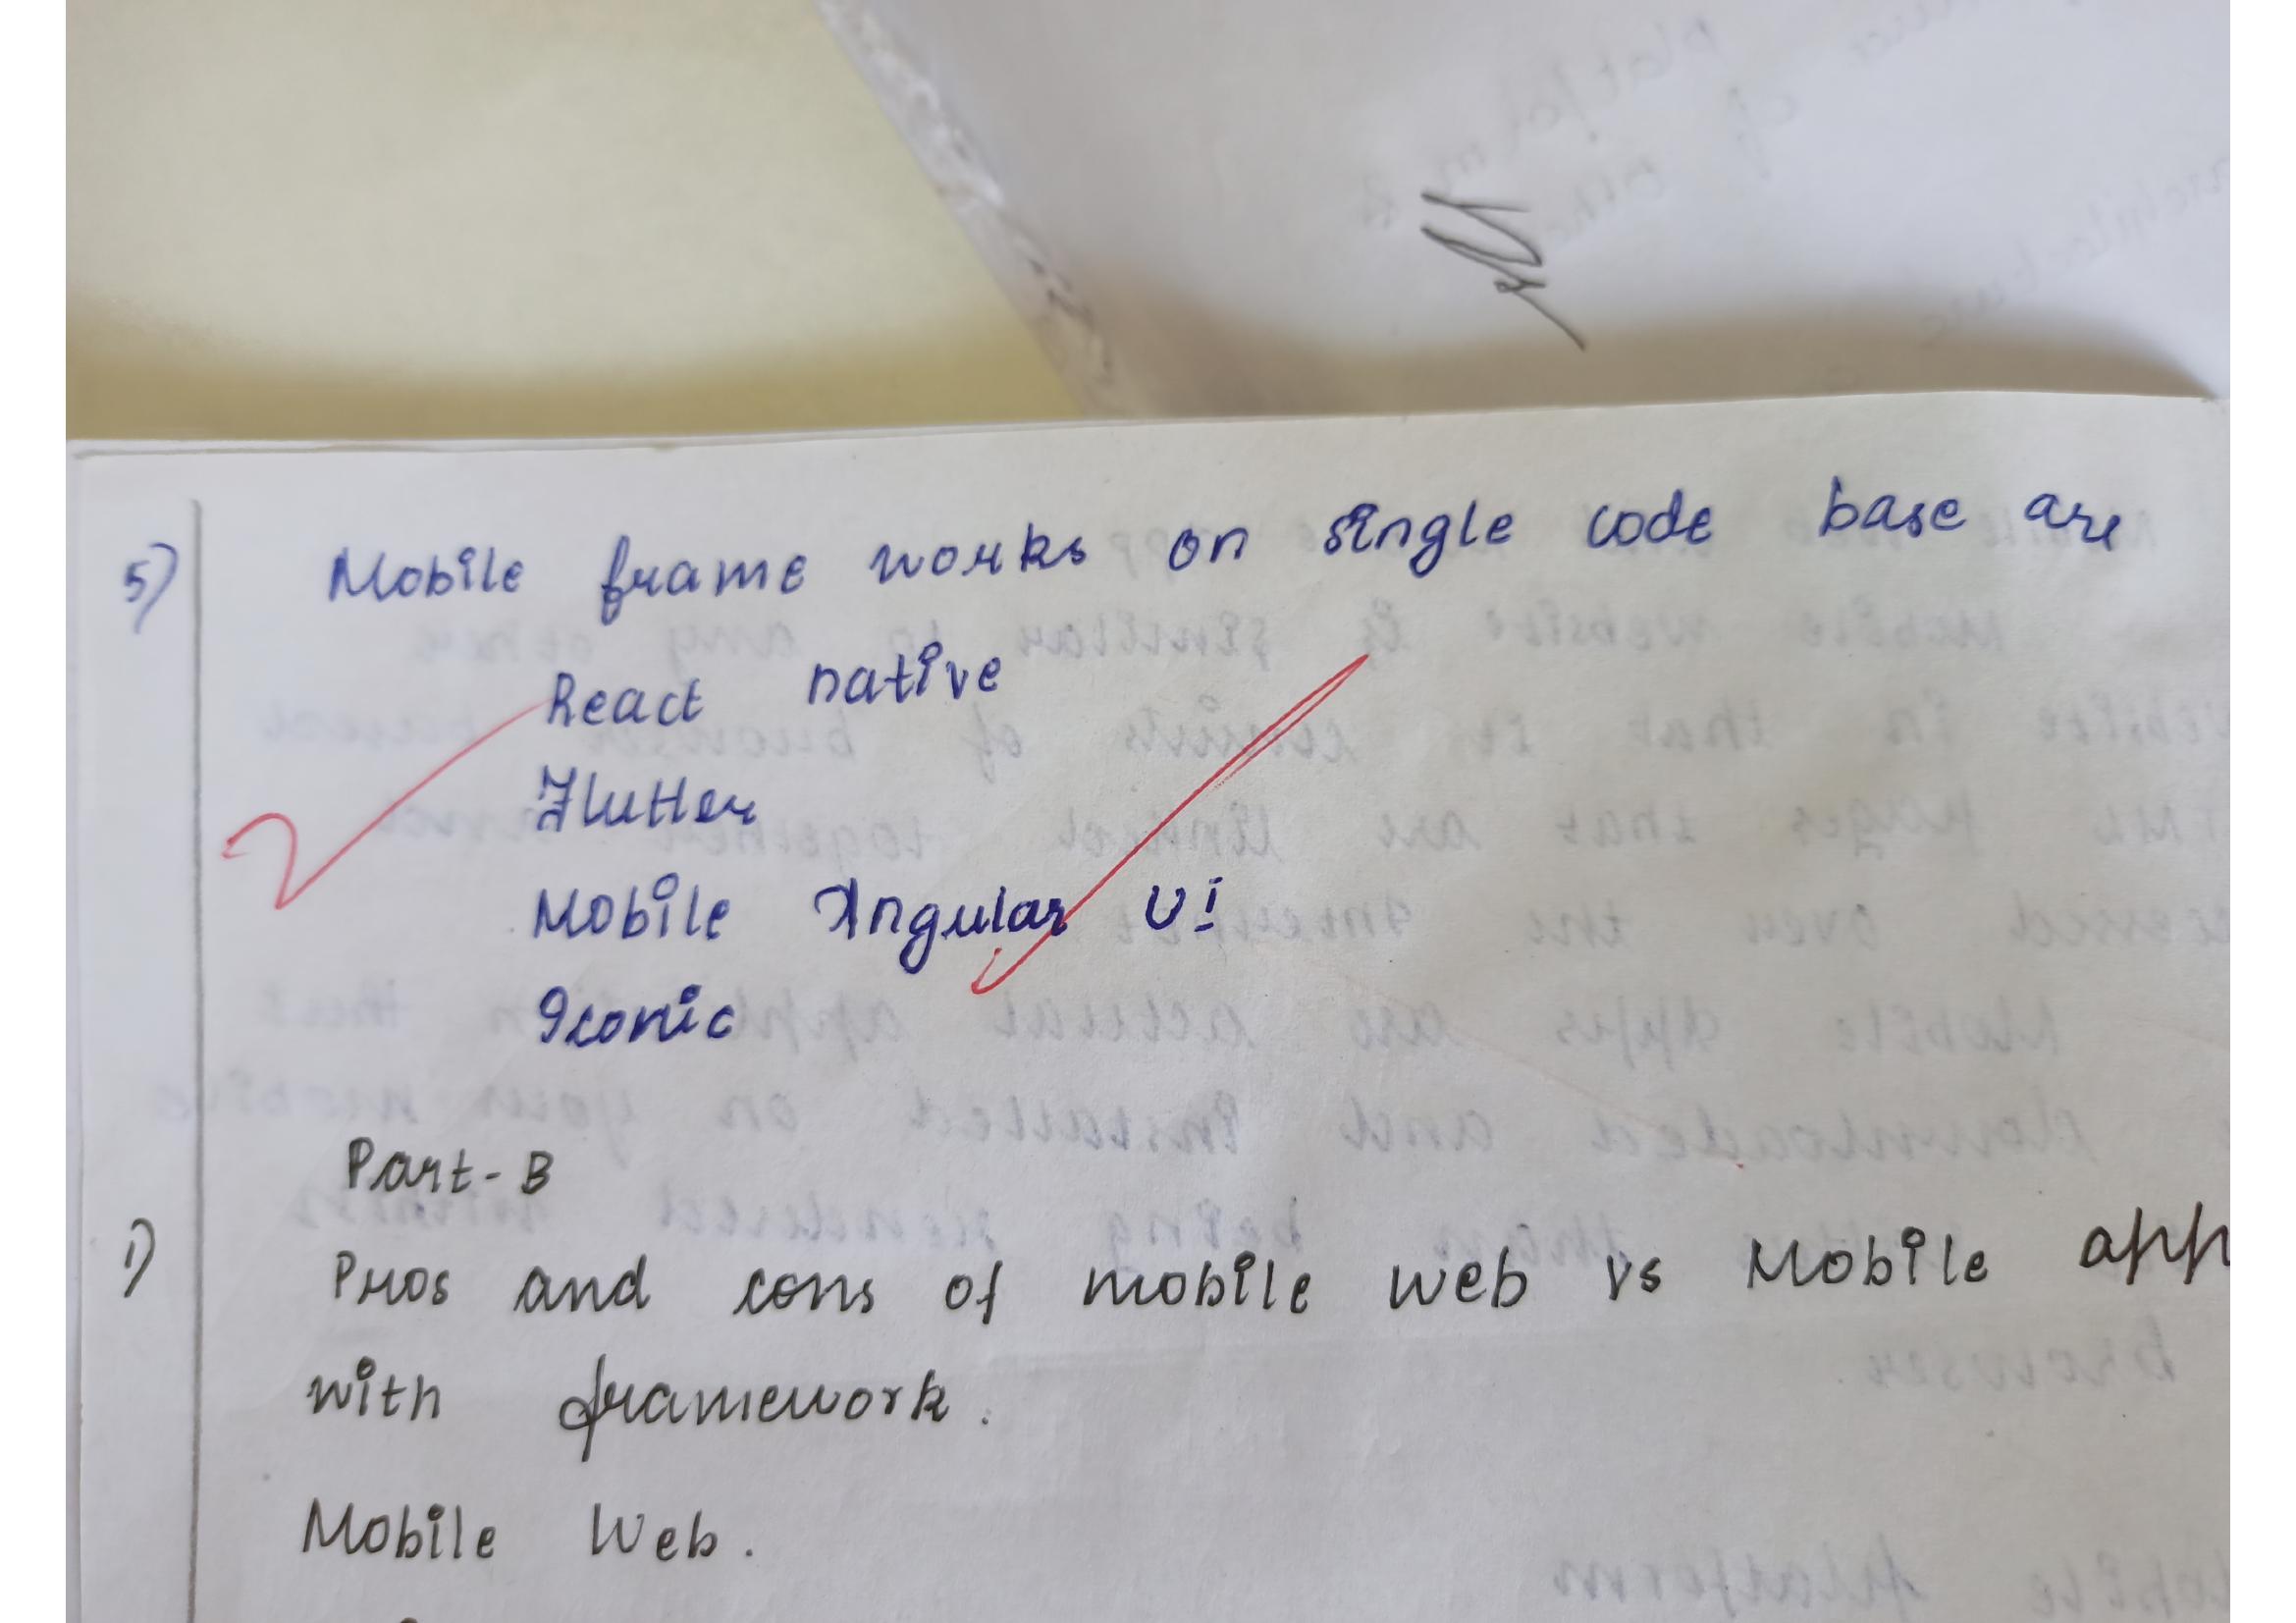 5) Mobile frame works on single code base are
React native
Flutter
Mobile Angular Ui
Iconic
Part-B
1) Pros and cons of mobile web vs Mobile app
with framework.
Mobile Web.